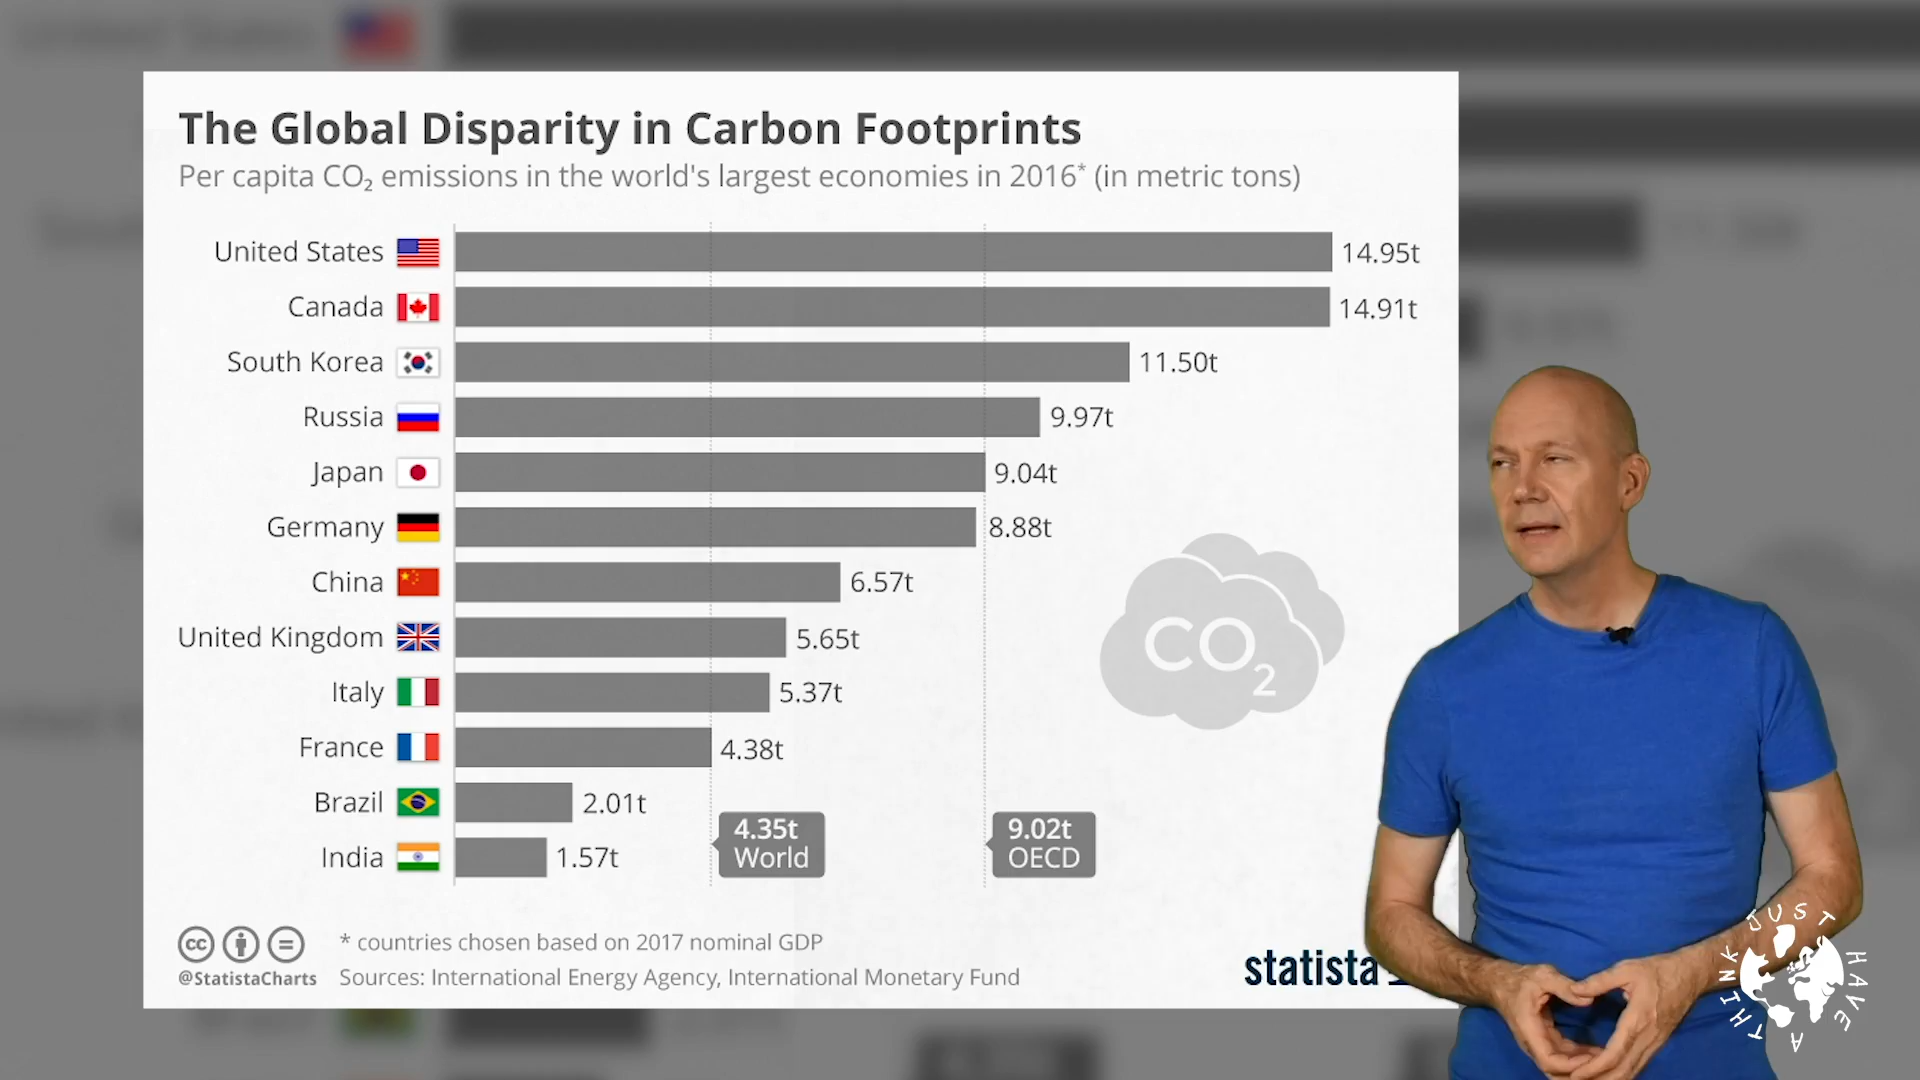 The Global Disparity in Carbon Footprints
Per capita CO₂ emissions in the world's largest economies in 2016* (in metric tons)
United States 14.95t
Canada 14.91t
South Korea 11.50t
Russia 9.97t
Japan 9.04t
Germany 8.88t
China 6.57t
United Kingdom 5.65t
Italy 5.37t
France 4.38t
Brazil 2.01t
India 1.57t
4.35t
World
9.02t
OECD
CO₂
cc
* countries chosen based on 2017 nominal GDP
@StatistaCharts
Sources: International Energy Agency, International Monetary Fund
statista
JUST HAVE A THINK